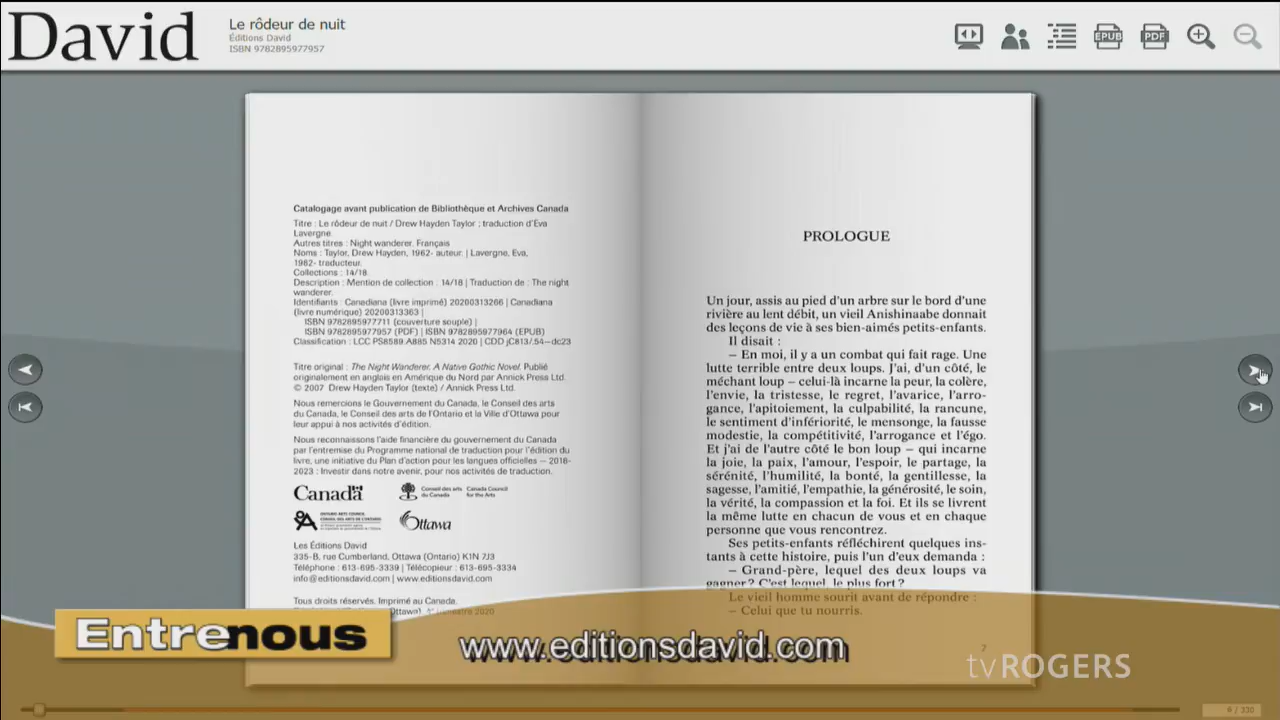 David
Le rôdeur de nuit
Éditions David
ISBN 9782895977957
EPUB
PDF
Catalogage avant publication de Bibliothèque et Archives Canada
Titre : Le rôdeur de nuit / Drew Hayden Taylor ; traduction d'Eva
Lavergne.
Autres titres : Night wanderer. Français
Noms : Taylor, Drew Hayden, 1962- auteur. | Lavergne, Eva,
1962- traducteur.
Collections : 14/18.
Description : Mention de collection : 14/18 | Traduction de : The night
wanderer.
Identifiants : Canadiana (livre imprimé) 20200313266 | Canadiana
(livre numérique) 20200313363 |
ISBN 9782895977711 (couverture souple) |
ISBN 9782895977957 (PDF) | ISBN 9782895977964 (EPUB)
Classification : LCC PS8589.A885 N5314 2020 | CDD jC813/.54—dc23
Titre original : The Night Wanderer. A Native Gothic Novel. Publié
originalement en anglais en Amérique du Nord par Annick Press Ltd.
© 2007 Drew Hayden Taylor (texte) / Annick Press Ltd.
Nous remercions le Gouvernement du Canada, le Conseil des arts
du Canada, le Conseil des arts de l'Ontario et la Ville d'Ottawa pour
leur appui à nos activités d'édition.
Nous reconnaissons l'aide financière du gouvernement du Canada
par l'entremise du Programme national de traduction pour l'édition du
livre, une initiative du Plan d'action pour les langues officielles – 2018-
2023 : Investir dans notre avenir, pour nos activités de traduction.
Canada
Conseil des arts du Canada
Canada Council for the Arts
ONTARIO ARTS COUNCIL
CONSEIL DES ARTS DE L'ONTARIO
Ottawa
Les Éditions David
335-B, rue Cumberland, Ottawa (Ontario) K1N 7J3
Téléphone : 613-695-3339 | Télécopieur : 613-695-3334
info@editionsdavid.com | www.editionsdavid.com
Tous droits réservés. Imprimé au Canada.
Ottawa), 4e trimestre 2020
PROLOGUE
Un jour, assis au pied d'un arbre sur le bord d'une
rivière au lent débit, un vieil Anishinaabe donnait
des leçons de vie à ses bien-aimés petits-enfants.
Il disait :
– En moi, il y a un combat qui fait rage. Une
lutte terrible entre deux loups. J'ai, d'un côté, le
méchant loup – celui-là incarne la peur, la colère,
l'envie, la tristesse, le regret, l'avarice, l'arro-
gance, l'apitoiement, la culpabilité, la rancune,
le sentiment d'infériorité, le mensonge, la fausse
modestie, la compétitivité, l'arrogance et l'égo.
Et j'ai de l'autre côté le bon loup – qui incarne
la joie, la paix, l'amour, l'espoir, le partage, la
sérénité, l'humilité, la bonté, la gentillesse, la
sagesse, l'amitié, l'empathie, la générosité, le soin,
la vérité, la compassion et la foi. Et ils se livrent
la même lutte en chacun de vous et en chaque
personne que vous rencontrez.
Ses petits-enfants réfléchirent quelques ins-
tants à cette histoire, puis l'un d'eux demanda :
– Grand-père, lequel des deux loups va
gagner ? C'est lequel, le plus fort ?
Le vieil homme sourit avant de répondre :
– Celui que tu nourris.
7
Entrenous
www.editionsdavid.com
tvROGERS
6 / 330